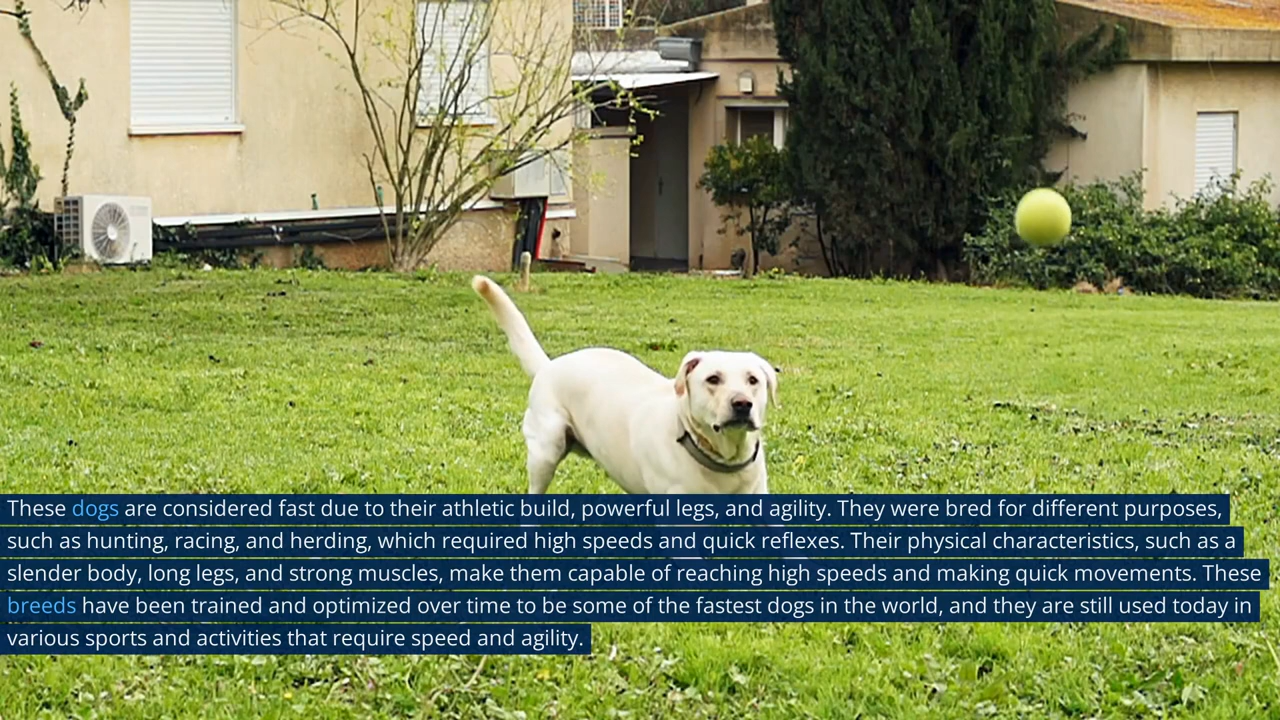 These dogs are considered fast due to their athletic build, powerful legs, and agility. They were bred for different purposes,
such as hunting, racing, and herding, which required high speeds and quick reflexes. Their physical characteristics, such as a
slender body, long legs, and strong muscles, make them capable of reaching high speeds and making quick movements. These
breeds have been trained and optimized over time to be some of the fastest dogs in the world, and they are still used today in
various sports and activities that require speed and agility.